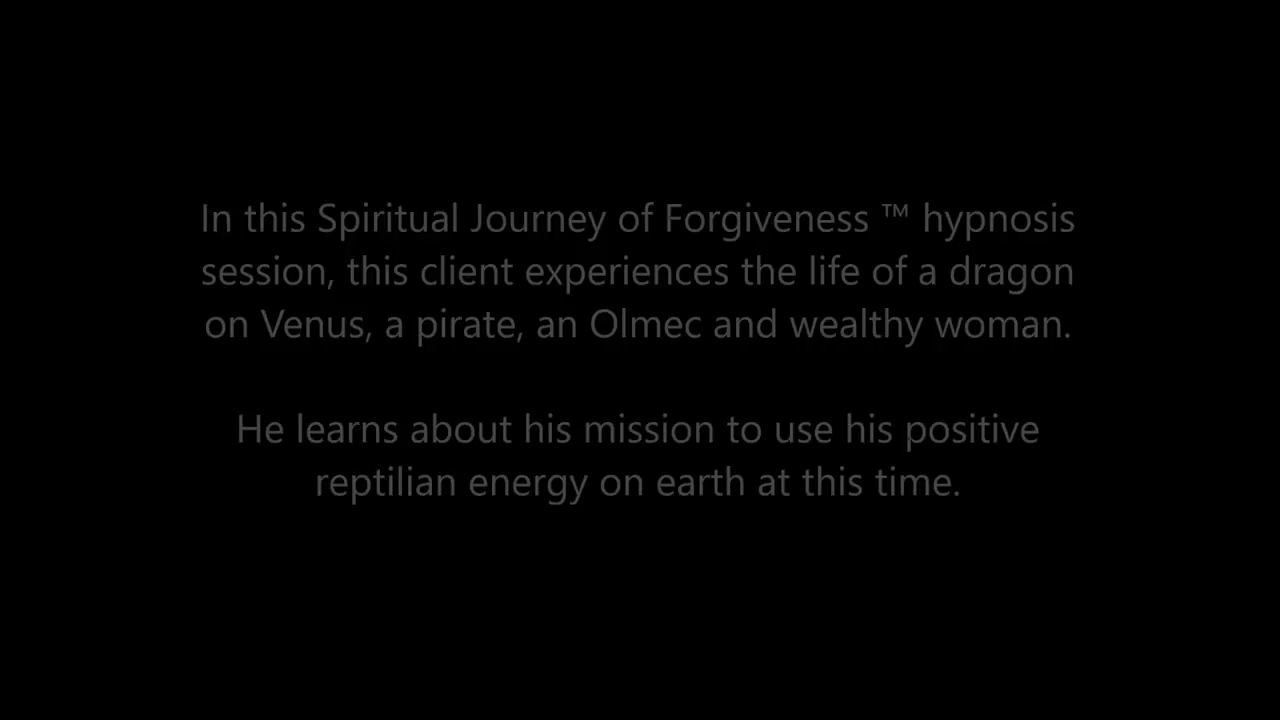 In this Spiritual Journey of Forgiveness ™ hypnosis
session, this client experiences the life of a dragon
on Venus, a pirate, an Olmec and wealthy woman.
He learns about his mission to use his positive
reptilian energy on earth at this time.